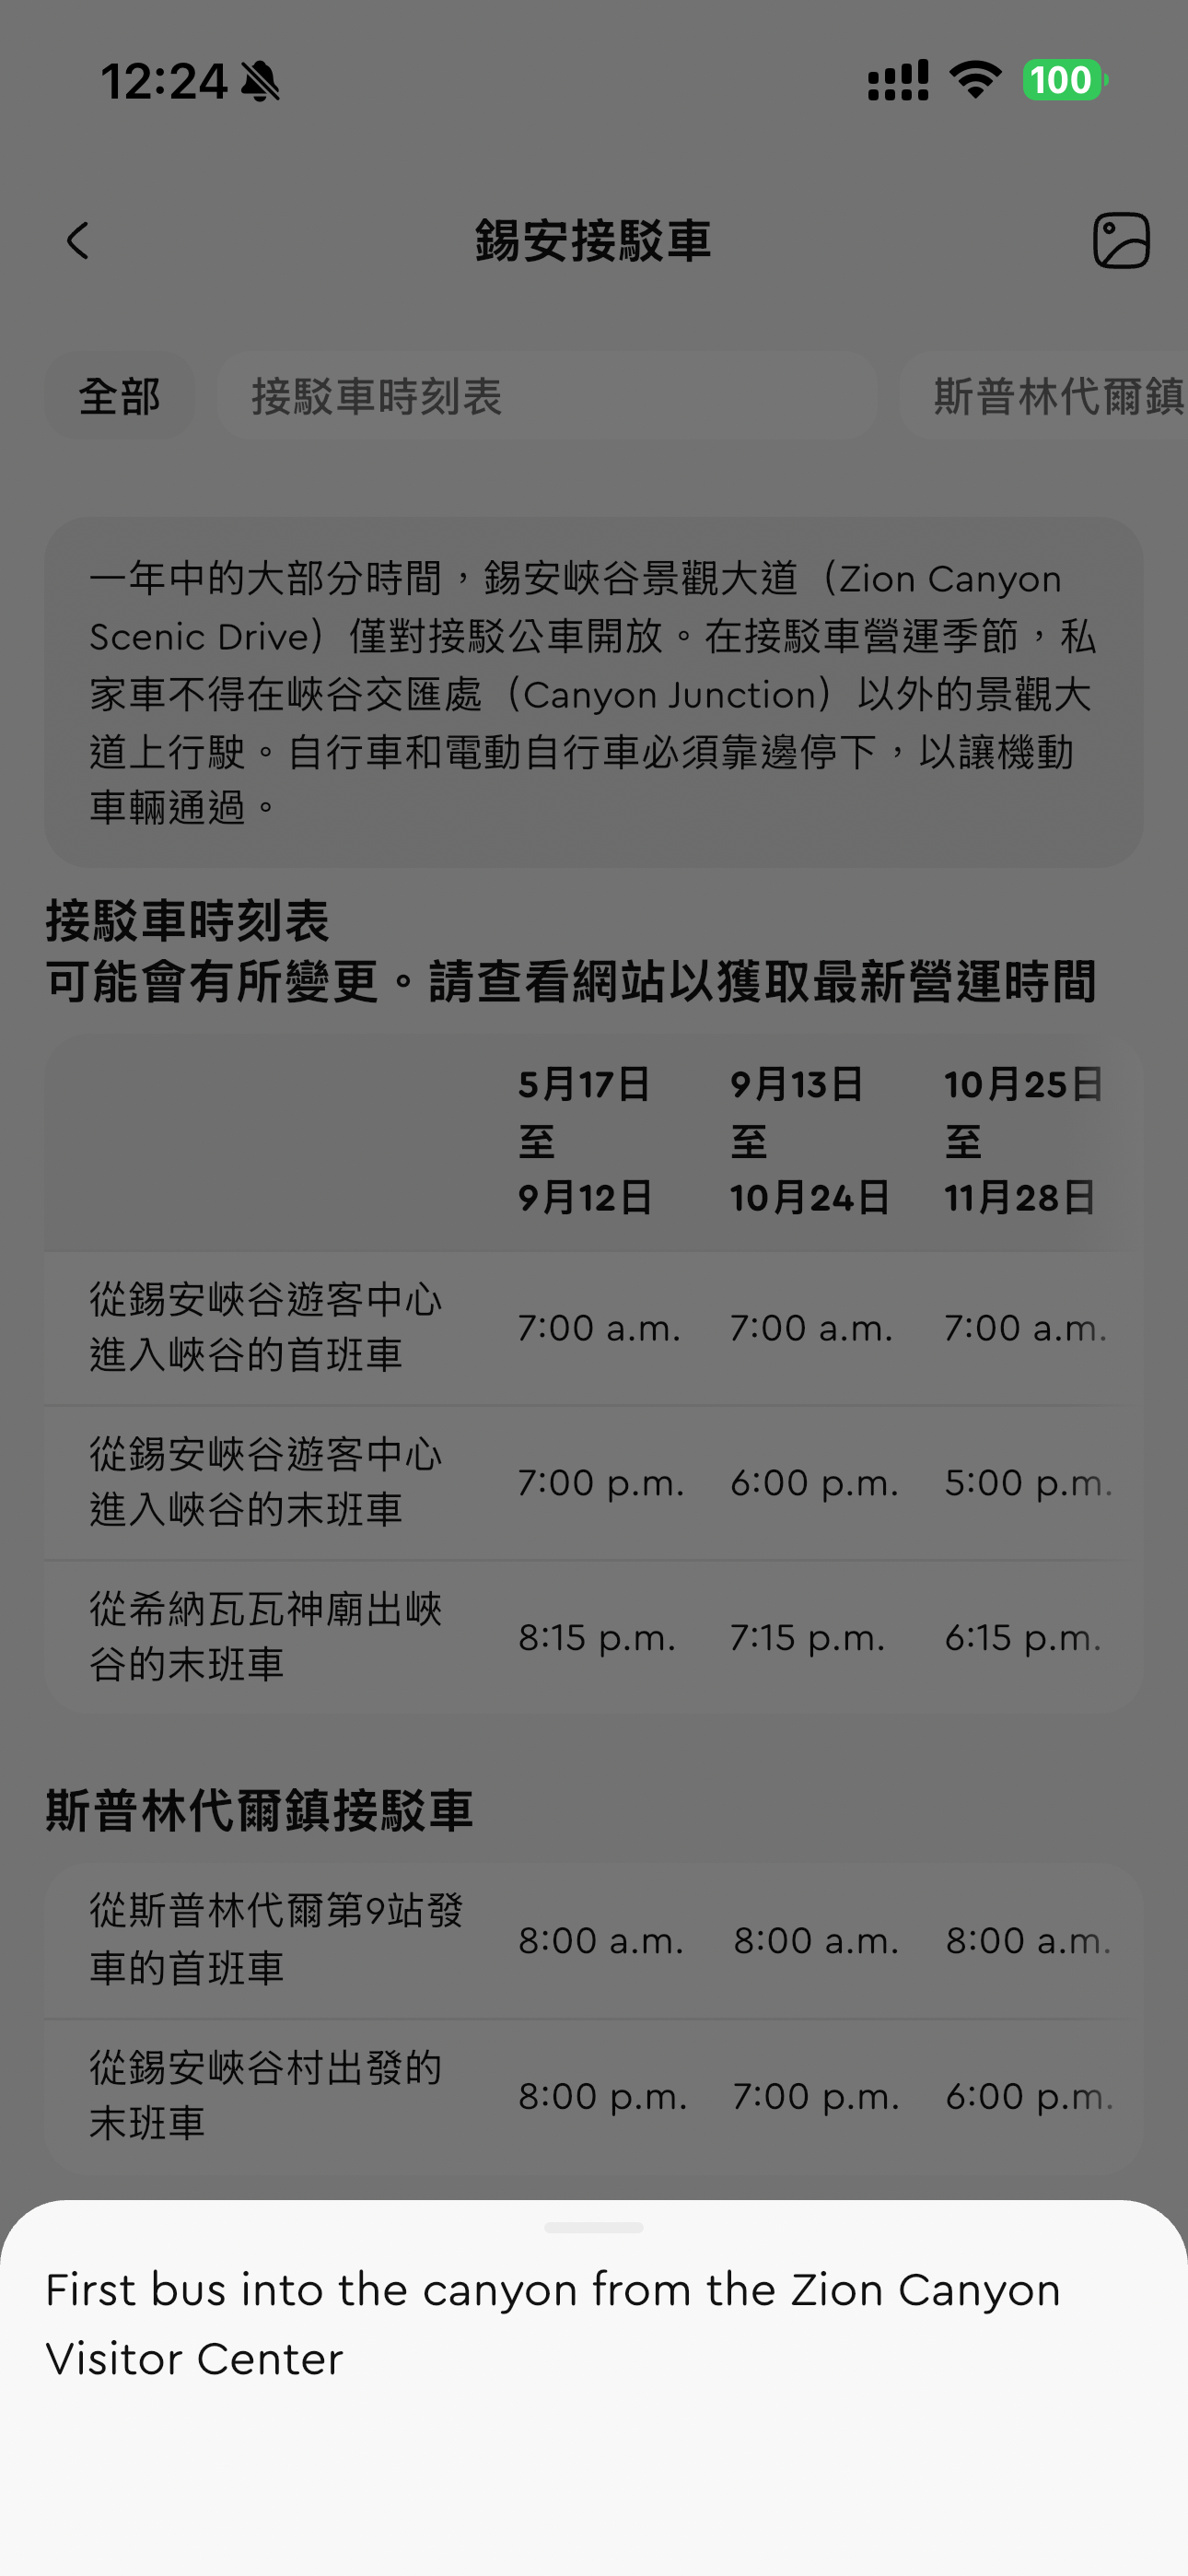 12:24
100
錫安接駁車
全部 接駁車時刻表 斯普林代爾鎮
一年中的大部分時間，錫安峽谷景觀大道（Zion Canyon
Scenic Drive）僅對接駁公車開放。在接駁車營運季節，私
家車不得在峽谷交匯處（Canyon Junction）以外的景觀大
道上行駛。自行車和電動自行車必須靠邊停下，以讓機動
車輛通過。
接駁車時刻表
可能會有所變更。請查看網站以獲取最新營運時間
5月17日 9月13日 10月25日
至 至 至
9月12日 10月24日 11月28日
從錫安峽谷遊客中心
進入峽谷的首班車
7:00 a.m. 7:00 a.m. 7:00 a.m.
從錫安峽谷遊客中心
進入峽谷的末班車
7:00 p.m. 6:00 p.m. 5:00 p.m.
從希納瓦瓦神廟出峽
谷的末班車
8:15 p.m. 7:15 p.m. 6:15 p.m.
斯普林代爾鎮接駁車
從斯普林代爾第9站發
車的首班車
8:00 a.m. 8:00 a.m. 8:00 a.m.
從錫安峽谷村出發的
末班車
8:00 p.m. 7:00 p.m. 6:00 p.m.
First bus into the canyon from the Zion Canyon
Visitor Center